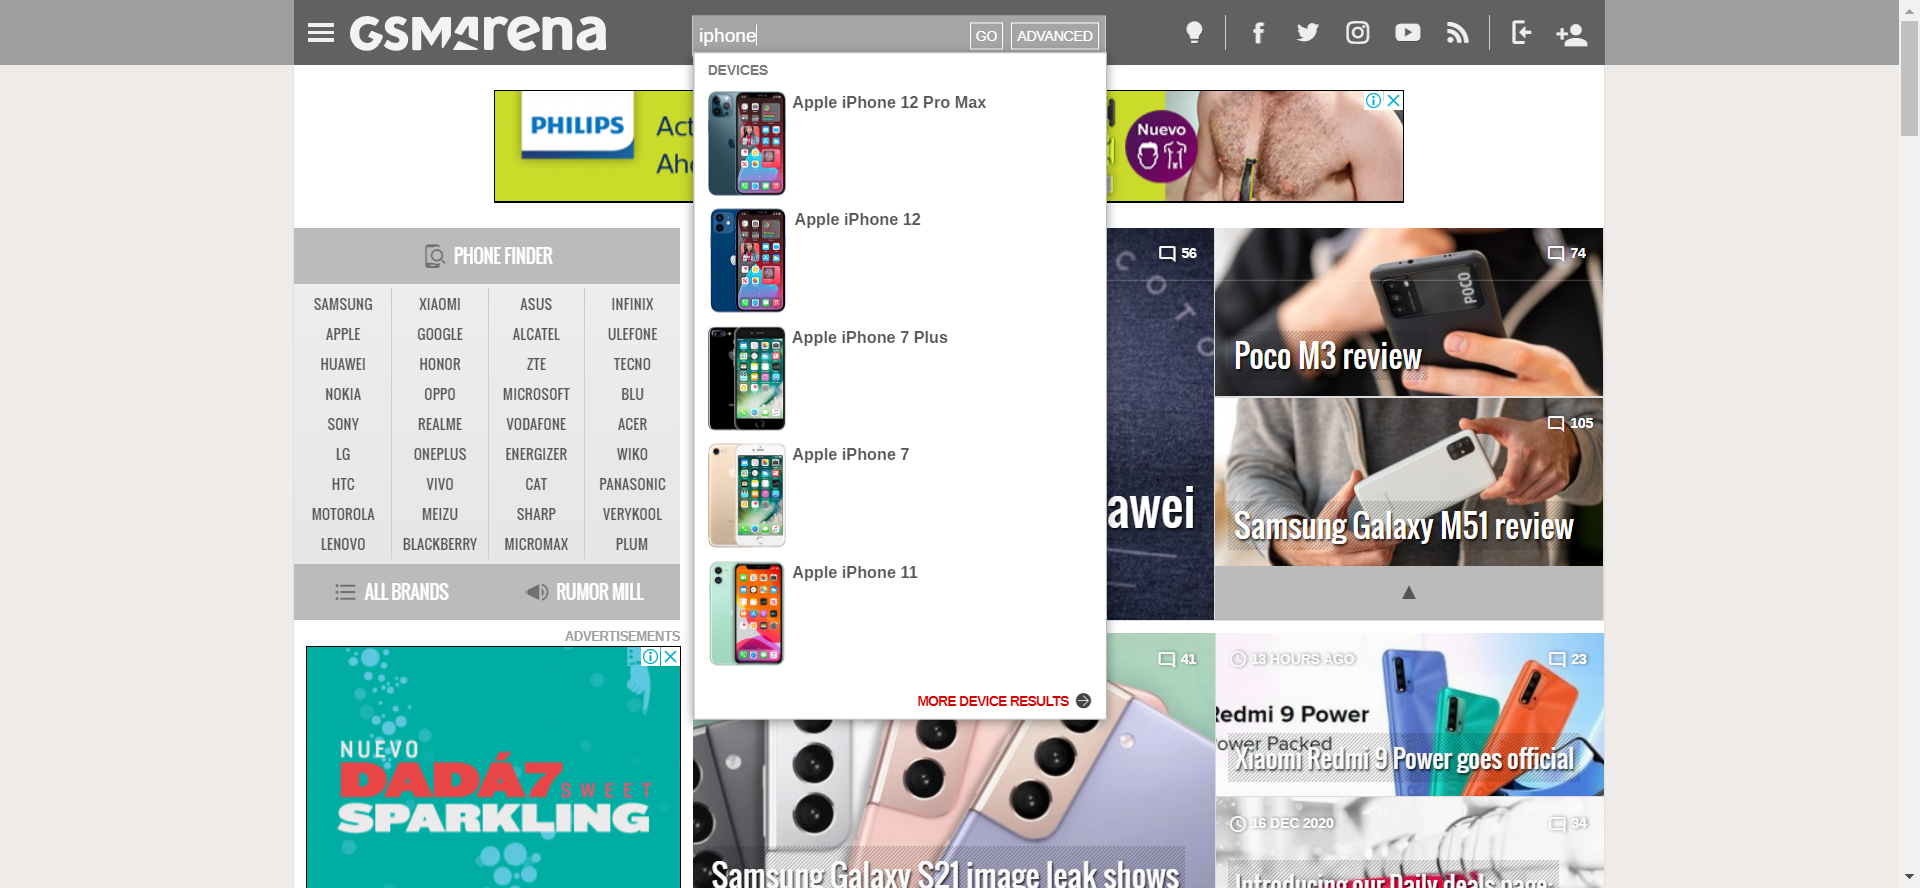 GSMArena
iphone
GO
ADVANCED
DEVICES
Apple iPhone 12 Pro Max
Apple iPhone 12
Apple iPhone 7 Plus
Apple iPhone 7
Apple iPhone 11
MORE DEVICE RESULTS
PHILIPS
Act
Aho
Nuevo
PHONE FINDER
SAMSUNG XIAOMI ASUS INFINIX
APPLE GOOGLE ALCATEL ULEFONE
HUAWEI HONOR ZTE TECNO
NOKIA OPPO MICROSOFT BLU
SONY REALME VODAFONE ACER
LG ONEPLUS ENERGIZER WIKO
HTC VIVO CAT PANASONIC
MOTOROLA MEIZU SHARP VERYKOOL
LENOVO BLACKBERRY MICROMAX PLUM
ALL BRANDS
RUMOR MILL
56
awei
74
POCO
Poco M3 review
105
Samsung Galaxy M51 review
▲
ADVERTISEMENTS
NUEVO
DADÁ7 SWEET
SPARKLING
41
Samsung Galaxy S21 image leak shows
13 HOURS AGO
23
Redmi 9 Power
ower Packed
Xiaomi Redmi 9 Power goes official
16 DEC 2020
34
Introducing our Daily deals page: